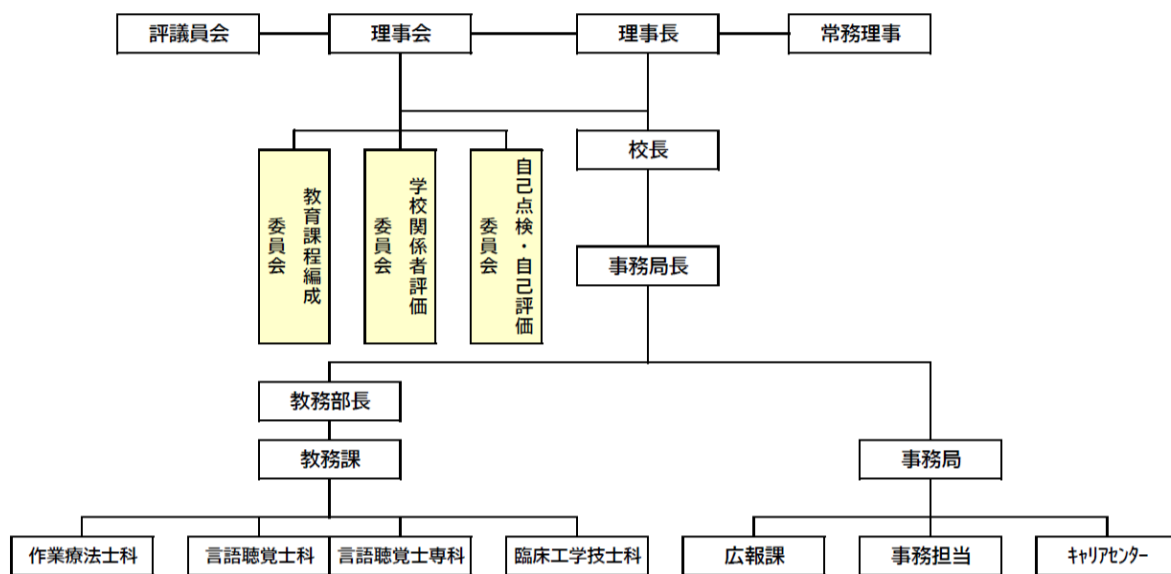 評議員会
理事会
理事長
常務理事
校長
教育課程編成
委員会
学校関係者評価
委員会
自己点検・自己評価
委員会
事務局長
教務部長
教務課
事務局
作業療法士科
言語聴覚士科
言語聴覚士専科
臨床工学技士科
広報課
事務担当
ｷｬﾘｱｾﾝﾀｰ